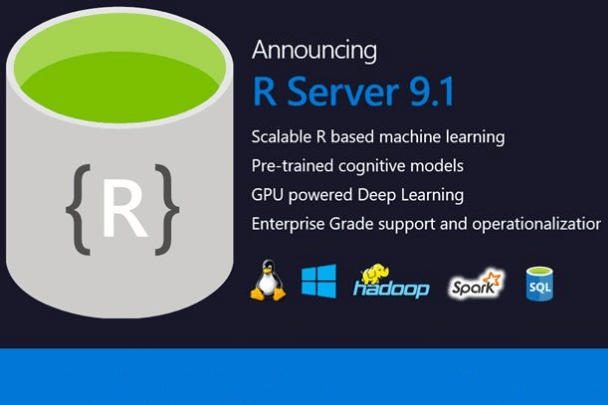 Announcing
R Server 9.1
Scalable R based machine learning
Pre-trained cognitive models
GPU powered Deep Learning
Enterprise Grade support and operationalization
{R}
hadoop
Spark
SQL